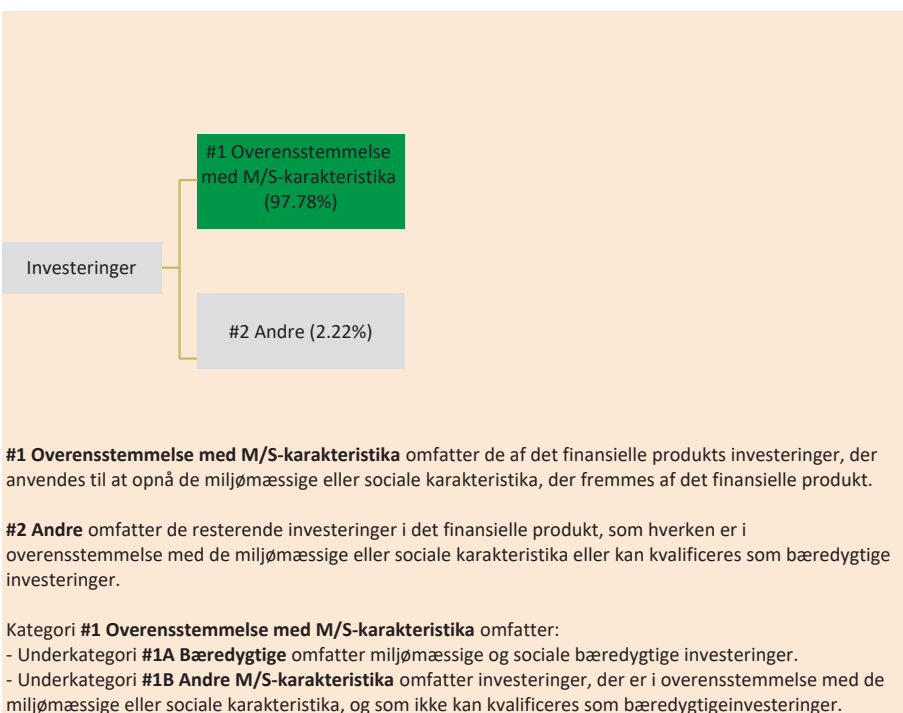 #1 Overensstemmelse
med M/S-karakteristika
(97.78%)
Investeringer
#2 Andre (2.22%)
#1 Overensstemmelse med M/S-karakteristika omfatter de af det finansielle produkts investeringer, der
anvendes til at opnå de miljømæssige eller sociale karakteristika, der fremmes af det finansielle produkt.
#2 Andre omfatter de resterende investeringer i det finansielle produkt, som hverken er i
overensstemmelse med de miljømæssige eller sociale karakteristika eller kan kvalificeres som bæredygtige
investeringer.
Kategori #1 Overensstemmelse med M/S-karakteristika omfatter:
- Underkategori #1A Bæredygtige omfatter miljømæssige og sociale bæredygtige investeringer.
- Underkategori #1B Andre M/S-karakteristika omfatter investeringer, der er i overensstemmelse med de
miljømæssige eller sociale karakteristika, og som ikke kan kvalificeres som bæredygtigeinvesteringer.